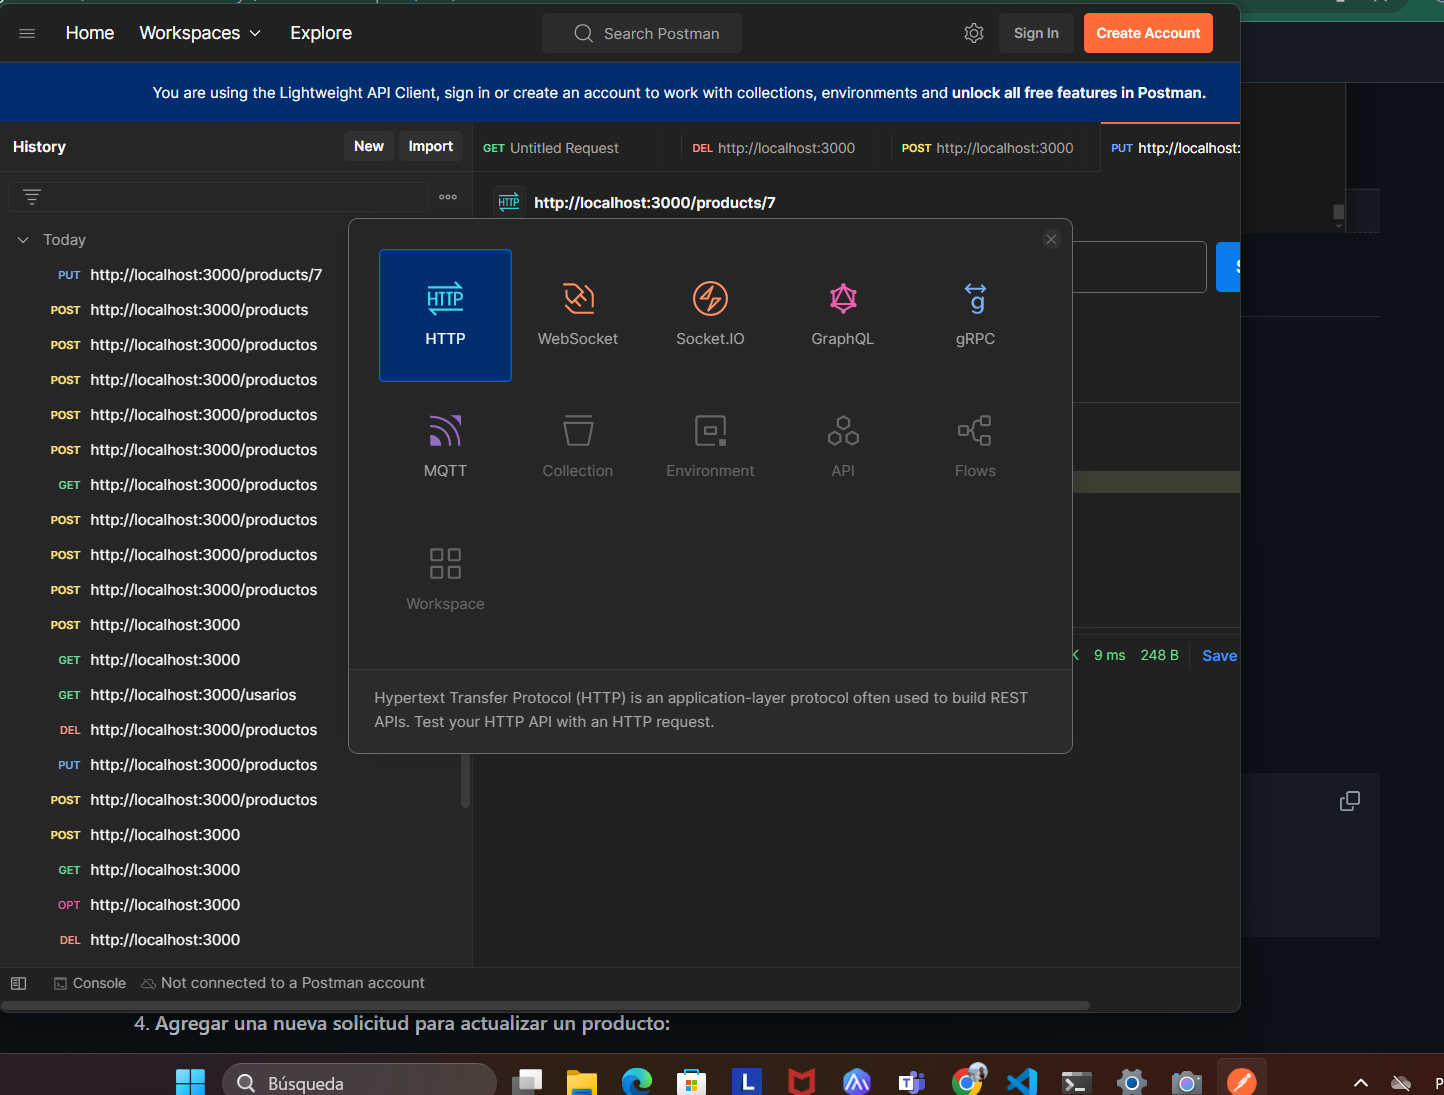 Home Workspaces Explore Search Postman Sign In Create Account
You are using the Lightweight API Client, sign in or create an account to work with collections, environments and unlock all free features in Postman.
History New Import GET Untitled Request DEL http://localhost:3000 POST http://localhost:3000 PUT http://localhost:
HTTP http://localhost:3000/products/7
Today
PUT http://localhost:3000/products/7
POST http://localhost:3000/products
POST http://localhost:3000/productos
POST http://localhost:3000/productos
POST http://localhost:3000/productos
POST http://localhost:3000/productos
GET http://localhost:3000/productos
POST http://localhost:3000/productos
POST http://localhost:3000/productos
POST http://localhost:3000/productos
POST http://localhost:3000
GET http://localhost:3000
GET http://localhost:3000/usarios
DEL http://localhost:3000/productos
PUT http://localhost:3000/productos
POST http://localhost:3000/productos
POST http://localhost:3000
GET http://localhost:3000
OPT http://localhost:3000
DEL http://localhost:3000
HTTP
HTTP WebSocket Socket.IO GraphQL gRPC
MQTT Collection Environment API Flows
Workspace
Hypertext Transfer Protocol (HTTP) is an application-layer protocol often used to build REST
APIs. Test your HTTP API with an HTTP request.
9 ms 248 B Save
Console Not connected to a Postman account
4. Agregar una nueva solicitud para actualizar un producto:
Búsqueda